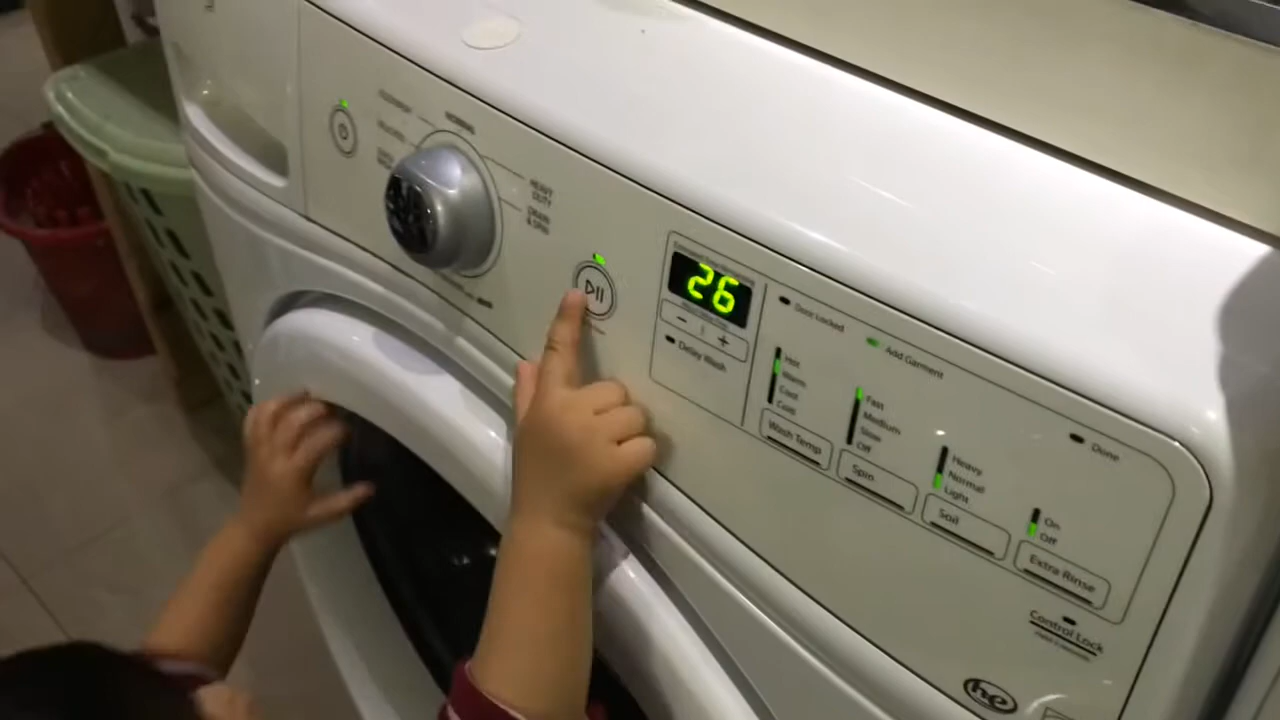 NORMAL
HEAVY
DUTY
DRAIN
& SPIN
26
- +
Delay Wash
Door Locked
Add Garment
Done
Hot
Warm
Cool
Cold
Wash Temp
Fast
Medium
Slow
Off
Spin
Heavy
Normal
Light
Soil
On
Off
Extra Rinse
Control Lock
he